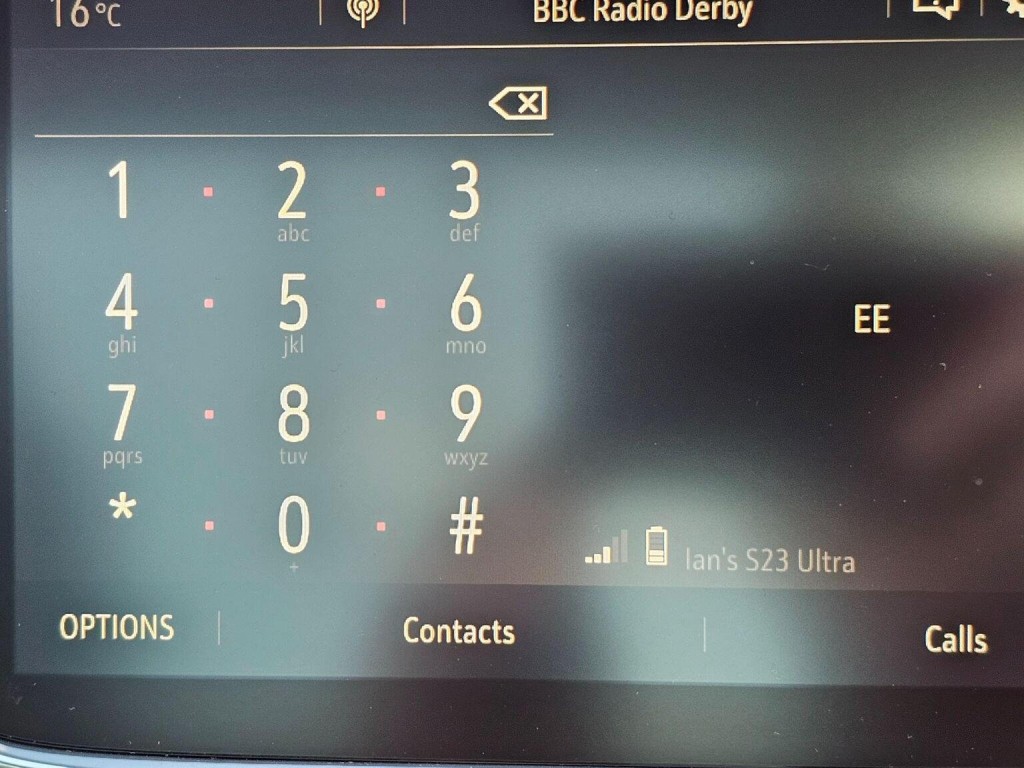 16°C BBC Radio Derby
1 2 3
abc def
4 5 6
ghi jkl mno
7 8 9
pqrs tuv wxyz
* 0 #
+
EE
Ian's S23 Ultra
OPTIONS Contacts Calls